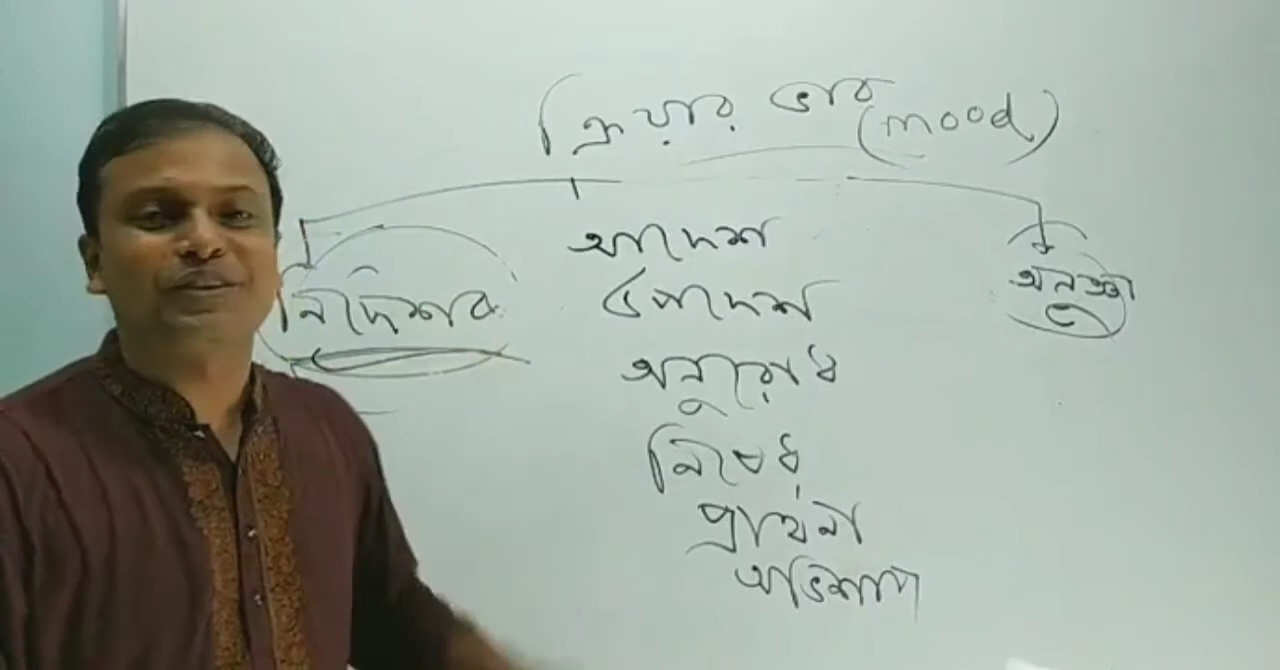 ক্রিয়ার ভাব
(mood)
আদেশ
নির্দেশক উপদেশ অনুজ্ঞা
অনুরোধ
নিষেধ
প্রার্থনা
অভিশাপ